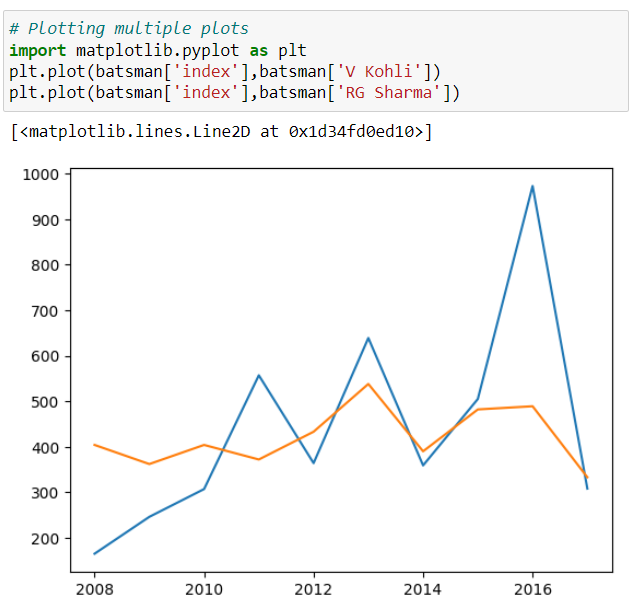 # Plotting multiple plots
import matplotlib.pyplot as plt
plt.plot(batsman['index'],batsman['V Kohli'])
plt.plot(batsman['index'],batsman['RG Sharma'])
[<matplotlib.lines.Line2D at 0x1d34fd0ed10>]
1000
900
800
700
600
500
400
300
200
2008 2010 2012 2014 2016